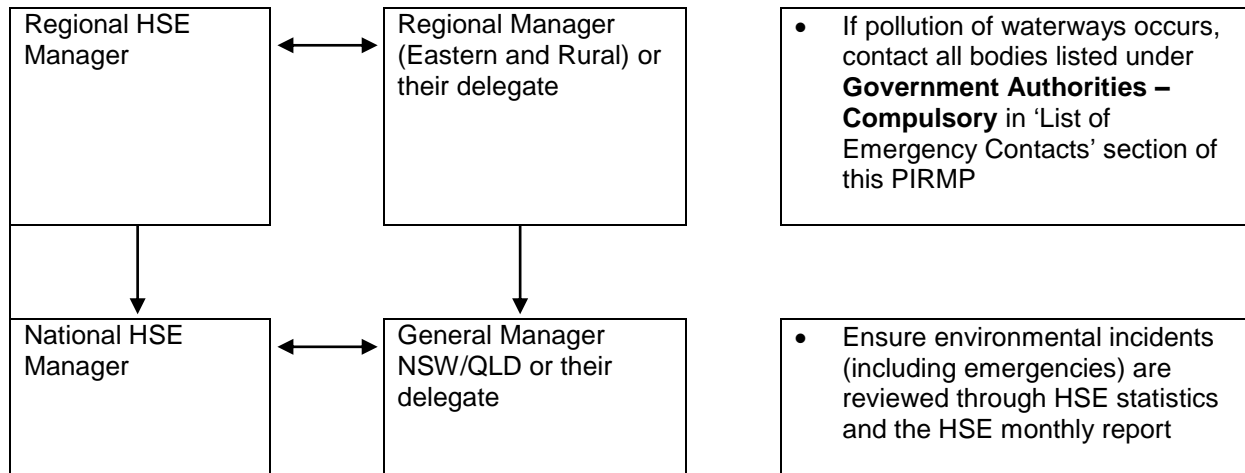 Regional HSE
Manager
Regional Manager
(Eastern and Rural) or
their delegate
• If pollution of waterways occurs,
contact all bodies listed under
Government Authorities –
Compulsory in ‘List of
Emergency Contacts’ section of
this PIRMP
National HSE
Manager
General Manager
NSW/QLD or their
delegate
• Ensure environmental incidents
(including emergencies) are
reviewed through HSE statistics
and the HSE monthly report